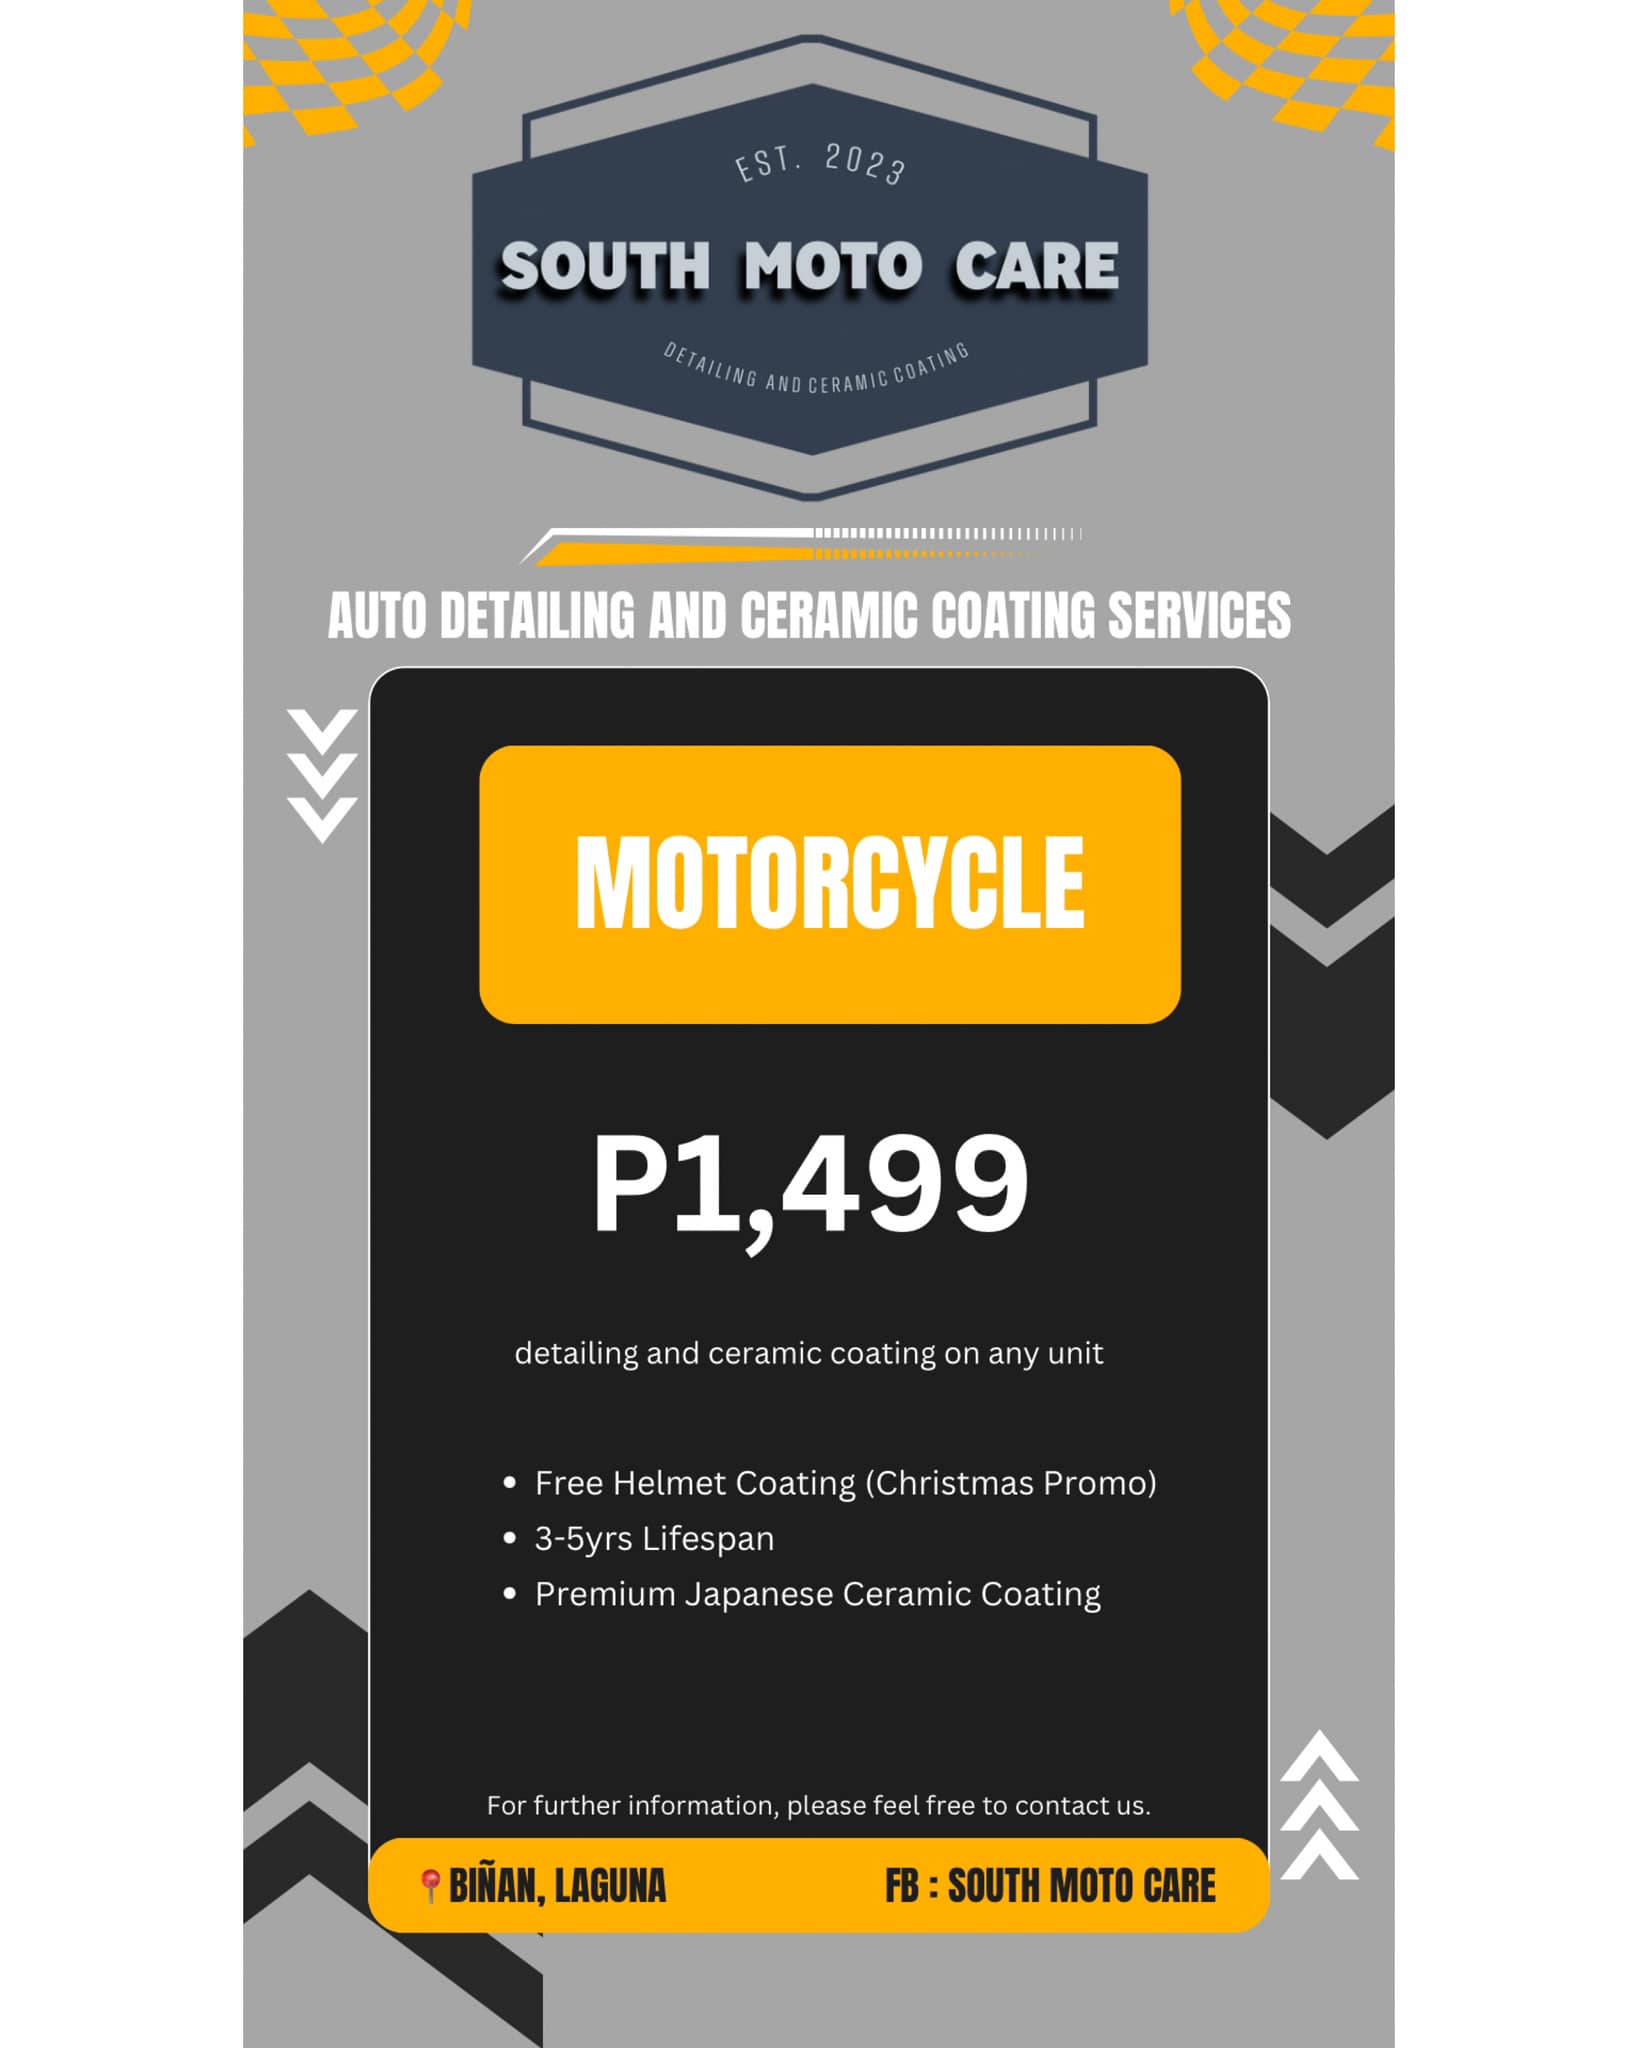 EST. 2023
SOUTH MOTO CARE
DETAILING AND CERAMIC COATING
AUTO DETAILING AND CERAMIC COATING SERVICES
MOTORCYCLE
P1,499
detailing and ceramic coating on any unit
• Free Helmet Coating (Christmas Promo)
• 3-5yrs Lifespan
• Premium Japanese Ceramic Coating
For further information, please feel free to contact us.
📍BIÑAN, LAGUNA FB : SOUTH MOTO CARE